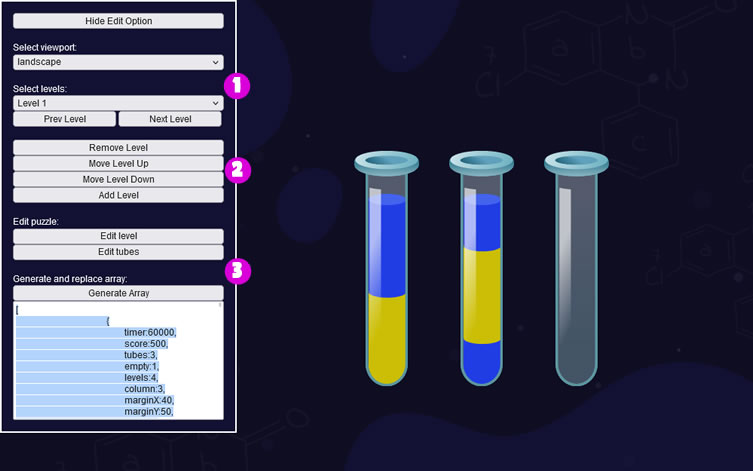 Hide Edit Option
Select viewport:
landscape
Select levels:
1
Level 1
Prev Level Next Level
Remove Level
Move Level Up
2
Move Level Down
Add Level
Edit puzzle:
Edit level
Edit tubes
3
Generate and replace array:
Generate Array
[
{
timer:60000,
score:500,
tubes:3,
empty:1,
levels:4,
column:3,
marginX:40,
marginY:50,
7
Cl
a
b
N
N
O
c
a
b
O